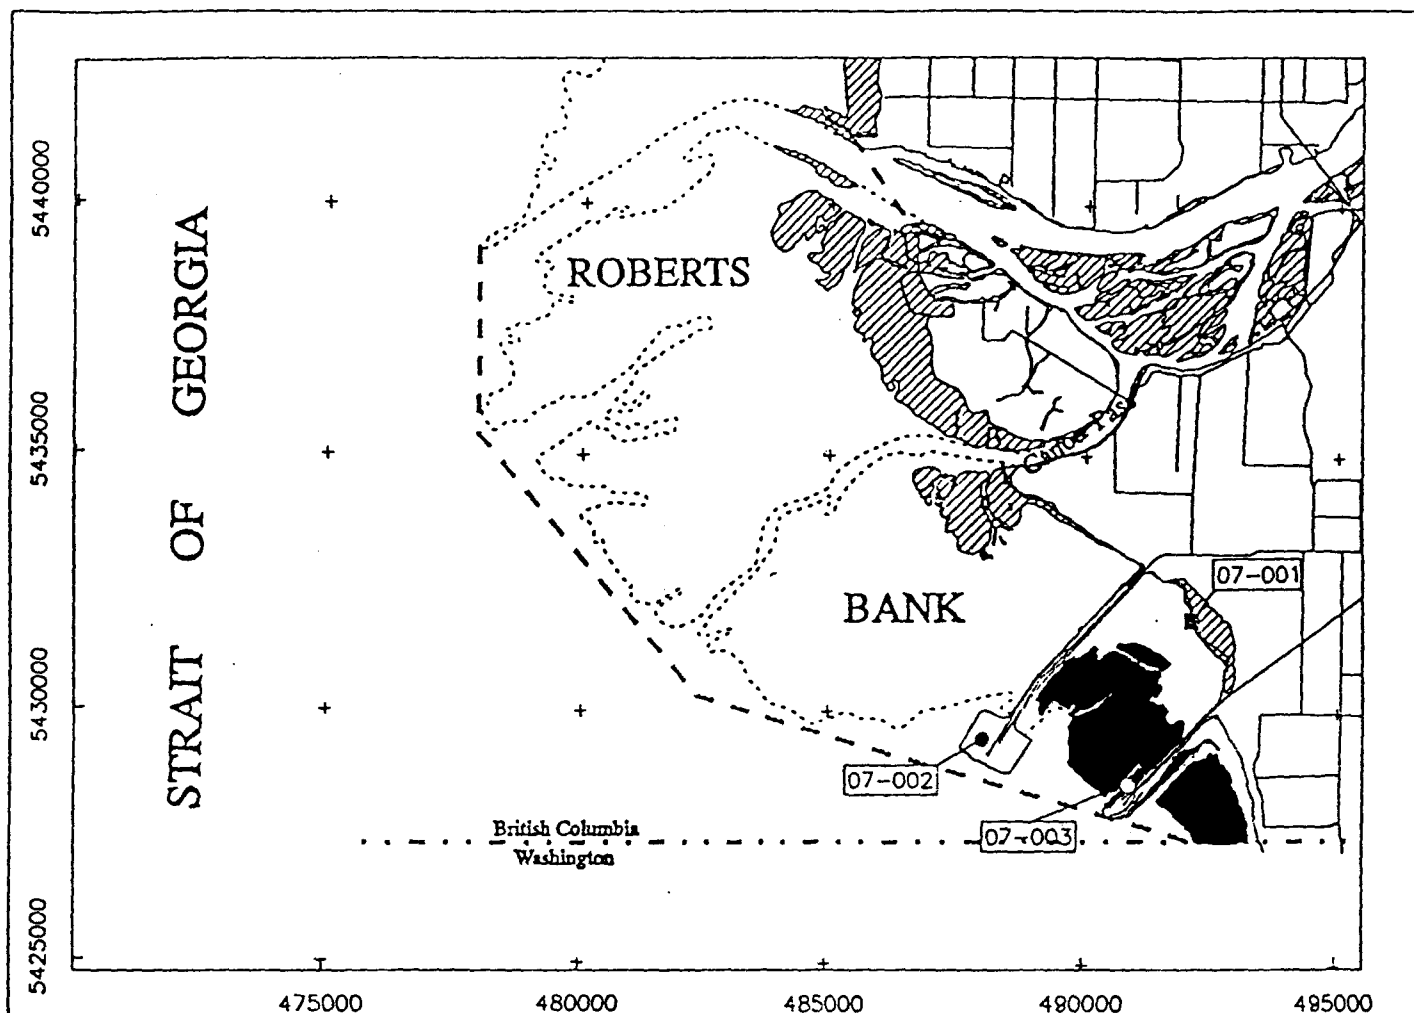 STRAIT OF GEORGIA
ROBERTS
BANK
Canoe Pass
07-001
07-002
07-003
British Columbia
Washington
5440000
5435000
5430000
5425000
475000
480000
485000
490000
495000